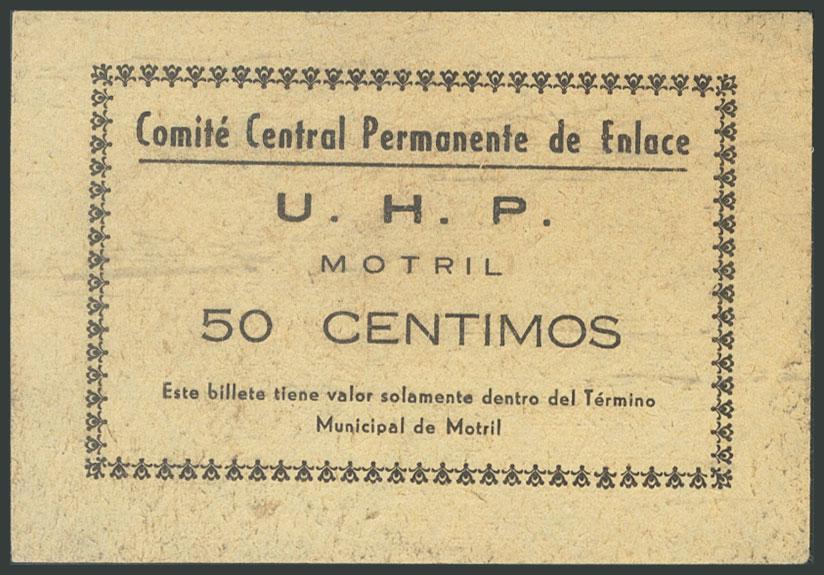 Comité Central Permanente de Enlace
U. H. P.
MOTRIL
50 CENTIMOS
Este billete tiene valor solamente dentro del Término
Municipal de Motril